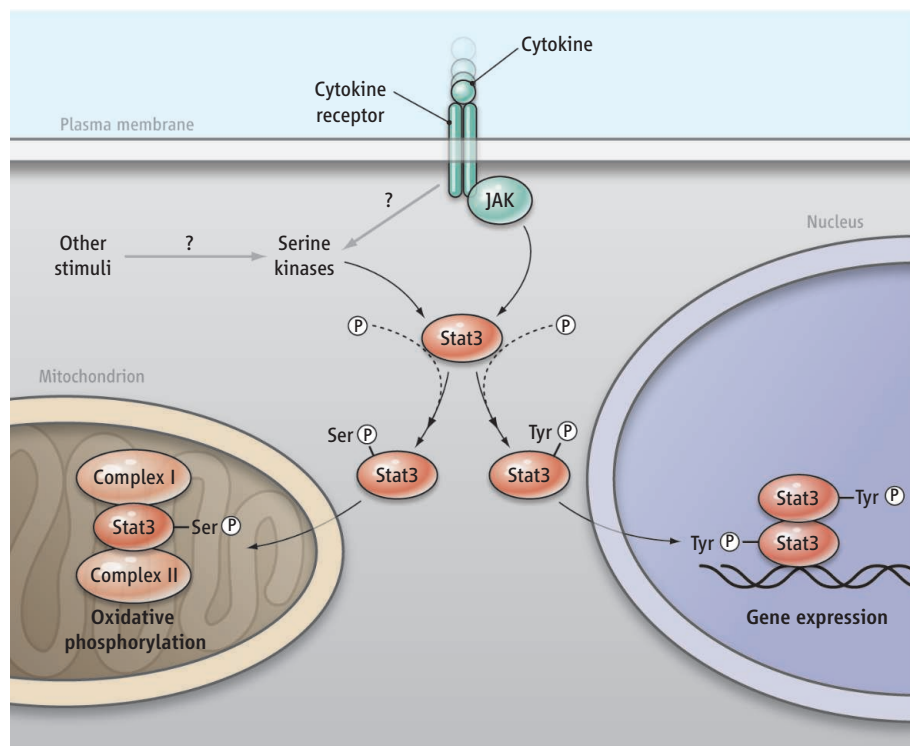 Cytokine
Cytokine
receptor
Plasma membrane
JAK
?
Nucleus
Other
stimuli
?
Serine
kinases
P
Stat3
P
Mitochondrion
Ser P
Tyr P
Stat3
Stat3
Complex I
Stat3
Ser P
Complex II
Oxidative
phosphorylation
Stat3
Tyr P
Tyr P
Stat3
Gene expression